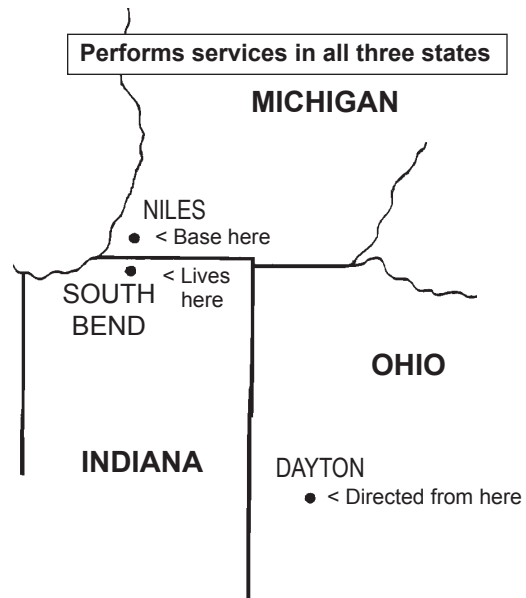 Performs services in all three states
MICHIGAN
NILES
< Base here
SOUTH
BEND
< Lives
here
OHIO
INDIANA
DAYTON
< Directed from here